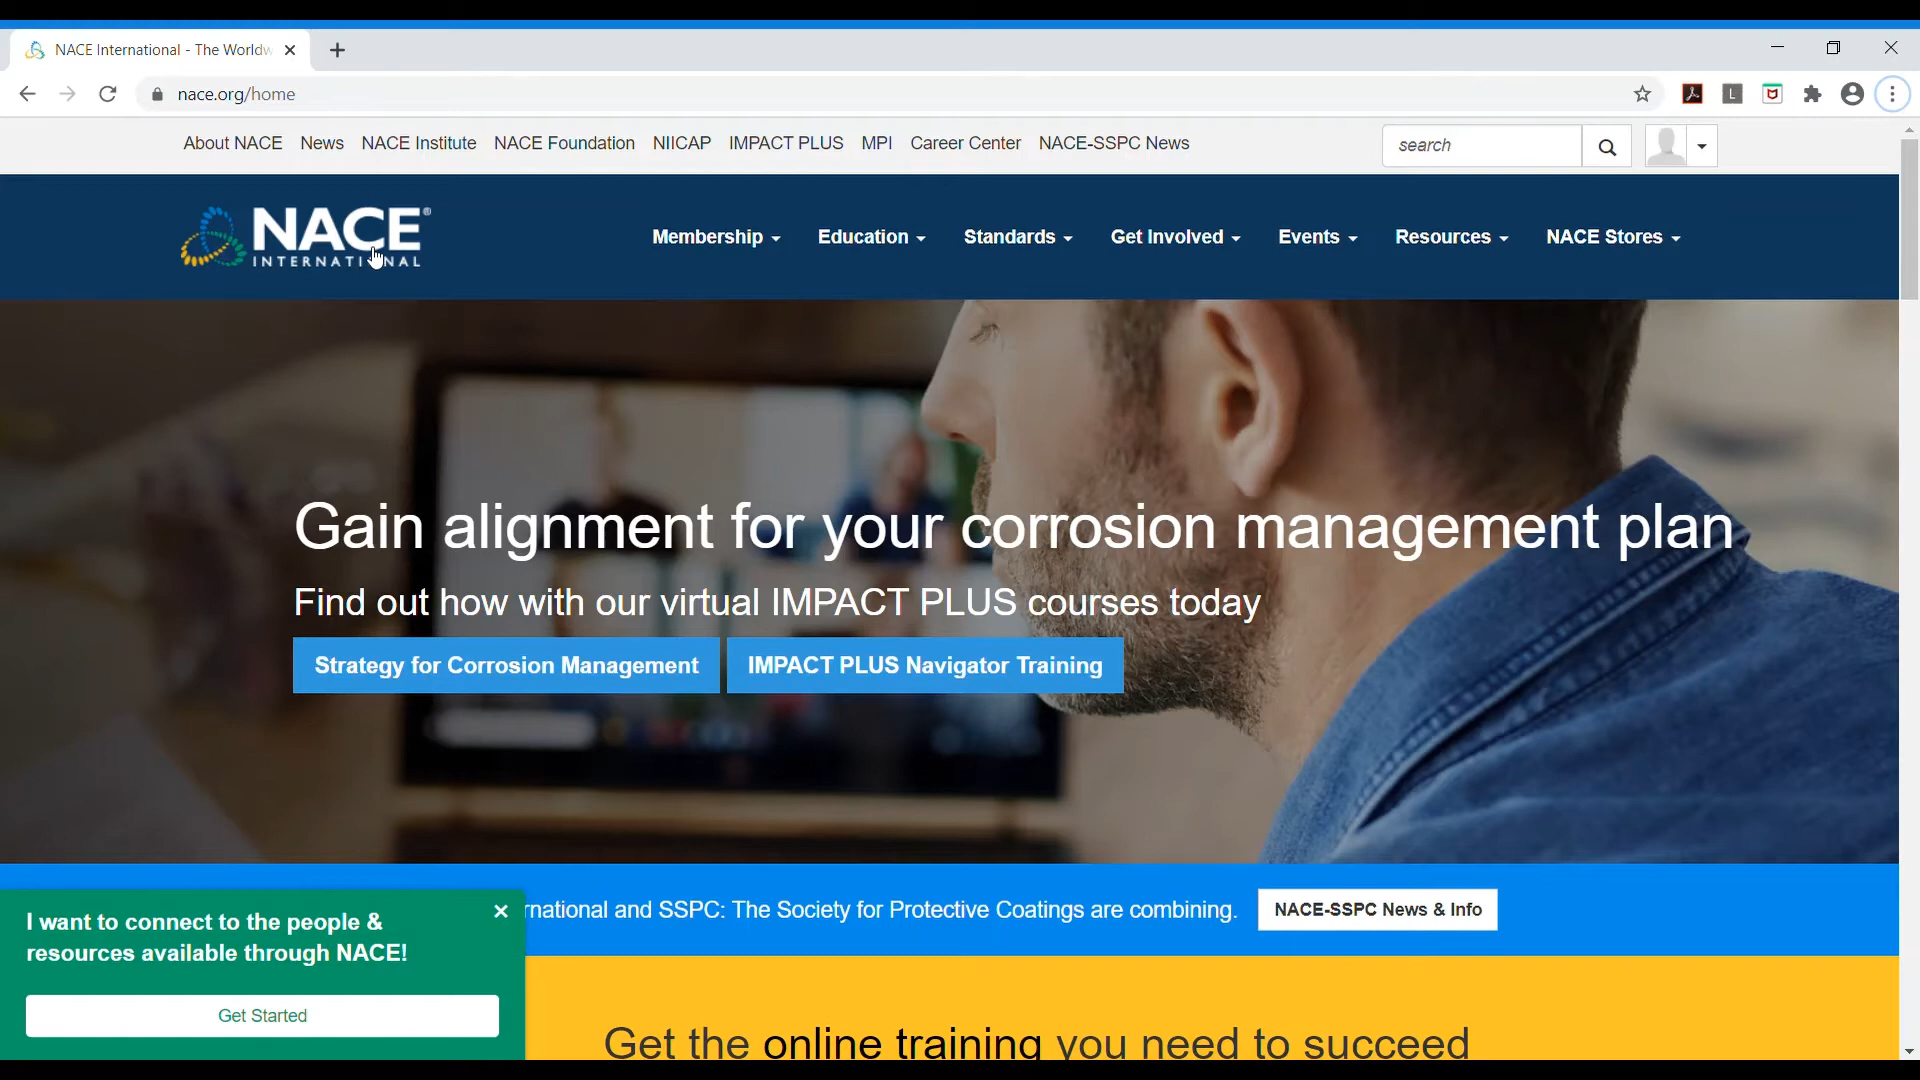 NACE International - The Worldw
nace.org/home
About NACE News NACE Institute NACE Foundation NIICAP IMPACT PLUS MPI Career Center NACE-SSPC News
search
NACE®
INTERNATIONAL
Membership Education Standards Get Involved Events Resources NACE Stores
Gain alignment for your corrosion management plan
Find out how with our virtual IMPACT PLUS courses today
Strategy for Corrosion Management IMPACT PLUS Navigator Training
rnational and SSPC: The Society for Protective Coatings are combining. NACE-SSPC News & Info
I want to connect to the people &
resources available through NACE!
Get Started
Get the online training you need to succeed